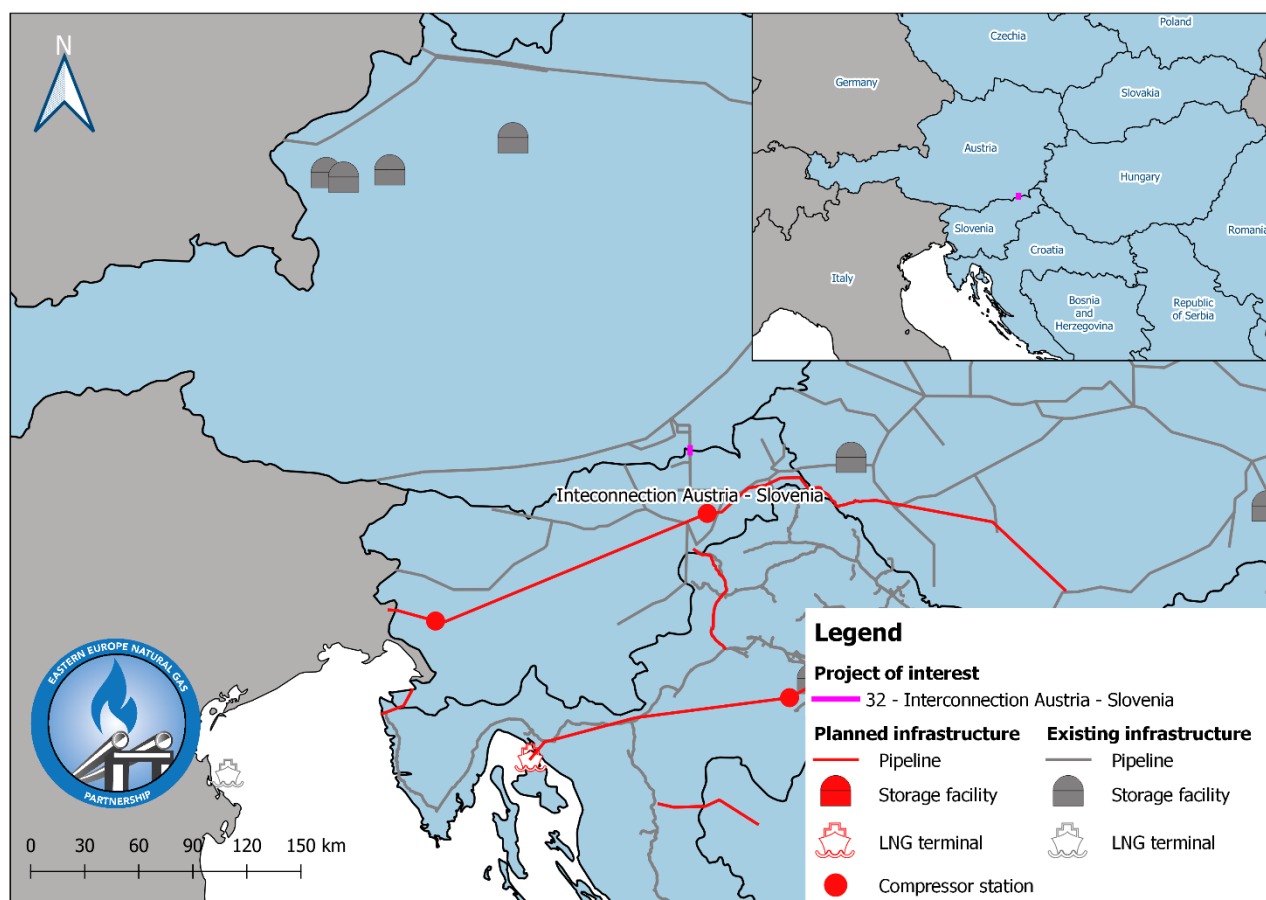 N
Poland
Czechia
Germany
Slovakia
Austria
Hungary
Slovenia
Romania
Croatia
Italy
Bosnia
and
Herzegovina
Republic
of Serbia
Inteconnection Austria - Slovenia
EASTERN EUROPE NATURAL GAS
PARTNERSHIP
0 30 60 90 120 150 km
Legend
Project of interest
32 - Interconnection Austria - Slovenia
Planned infrastructure
Pipeline
Storage facility
LNG terminal
Compressor station
Existing infrastructure
Pipeline
Storage facility
LNG terminal